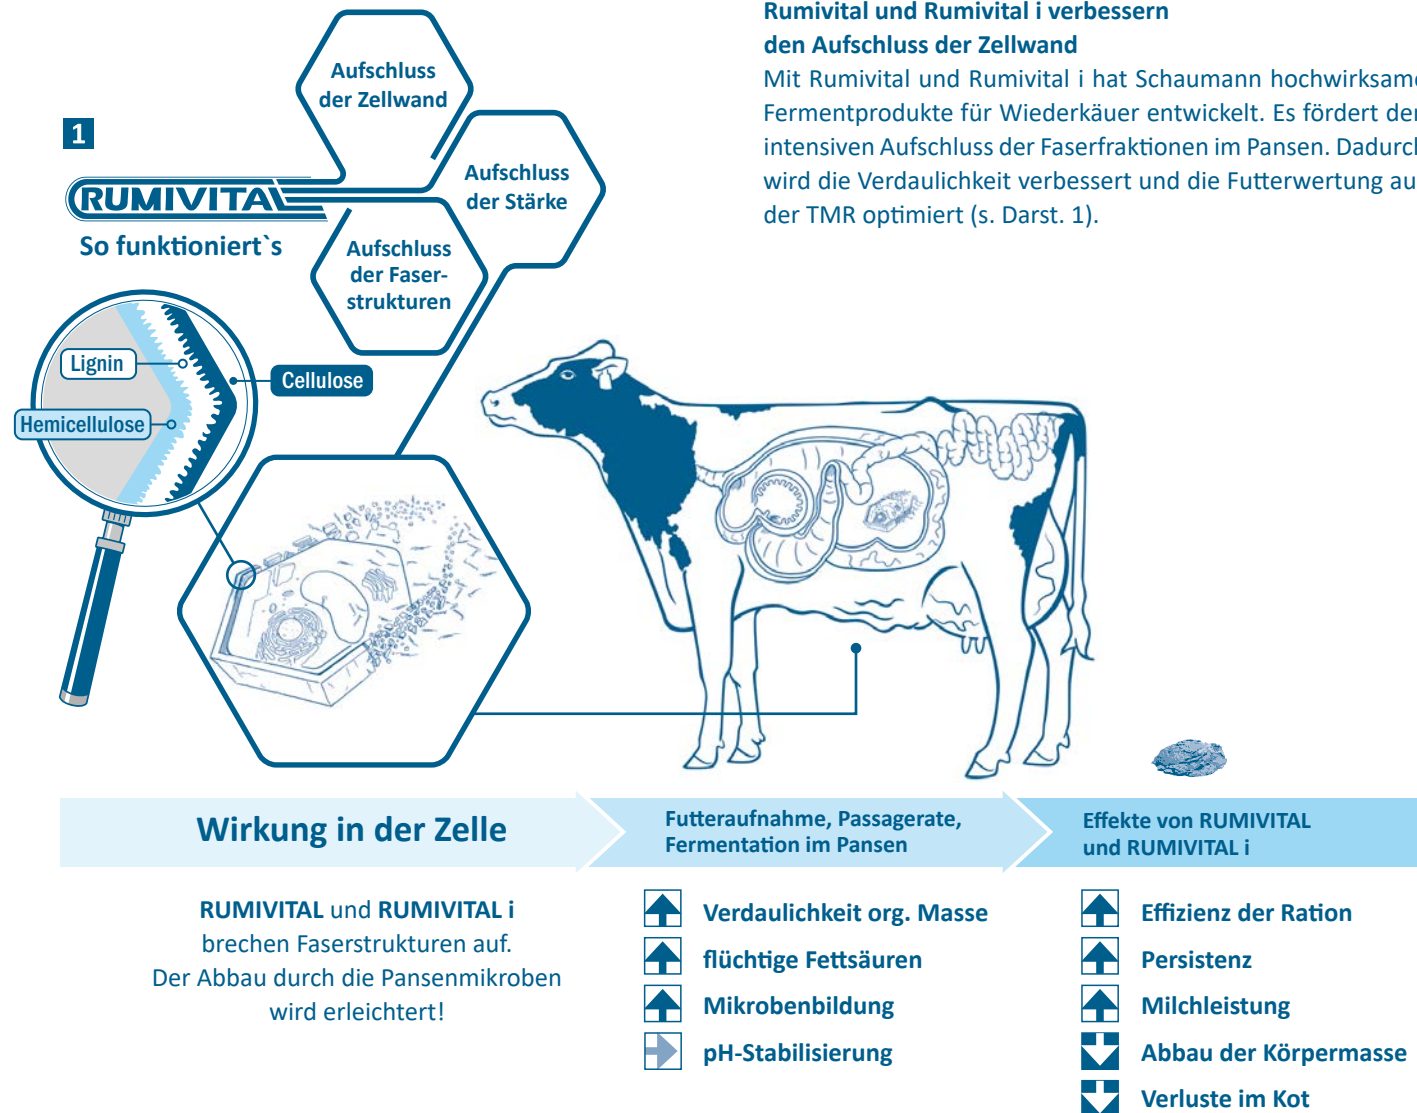 Rumivital und Rumivital i verbessern
den Aufschluss der Zellwand
Mit Rumivital und Rumivital i hat Schaumann hochwirksame
Fermentprodukte für Wiederkäuer entwickelt. Es fördert den
intensiven Aufschluss der Faserfraktionen im Pansen. Dadurch
wird die Verdaulichkeit verbessert und die Futterwertung aus
der TMR optimiert (s. Darst. 1).
1
RUMIVITAL
So funktioniert`s
Aufschluss
der Zellwand
Aufschluss
der Stärke
Aufschluss
der Faser-
strukturen
Lignin
Cellulose
Hemicellulose
Wirkung in der Zelle
RUMIVITAL und RUMIVITAL i
brechen Faserstrukturen auf.
Der Abbau durch die Pansenmikroben
wird erleichtert!
Futteraufnahme, Passagerate,
Fermentation im Pansen
Verdaulichkeit org. Masse
flüchtige Fettsäuren
Mikrobenbildung
pH-Stabilisierung
Effekte von RUMIVITAL
und RUMIVITAL i
Effizienz der Ration
Persistenz
Milchleistung
Abbau der Körpermasse
Verluste im Kot